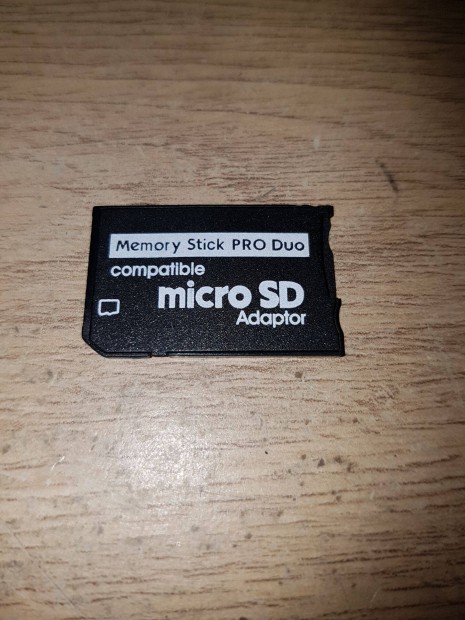 Memory Stick PRO Duo
compatible
micro SD
Adaptor